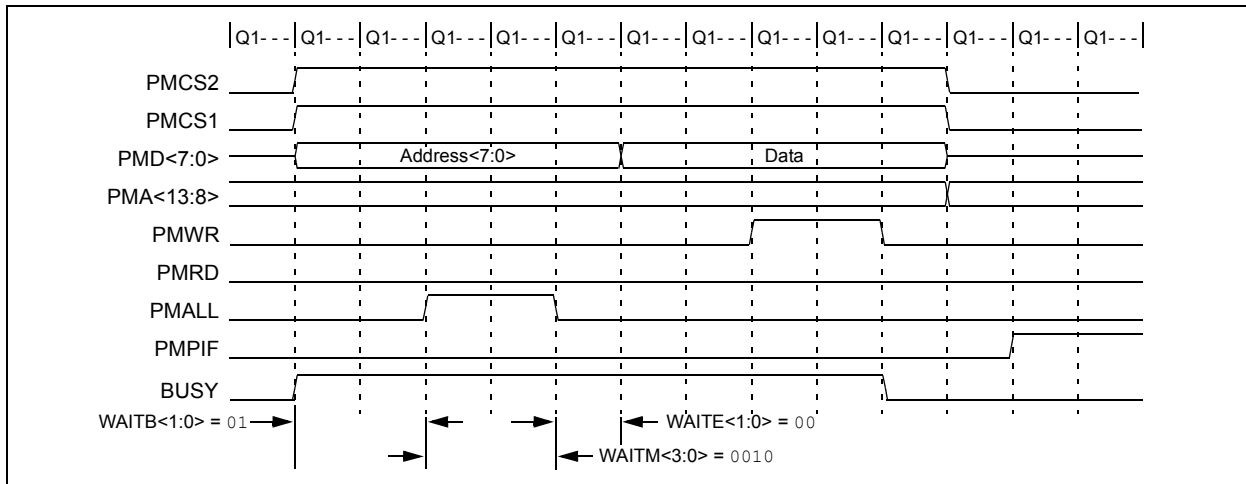 Q1- - - Q1- - - Q1- - - Q1- - - Q1- - - Q1- - - Q1- - - Q1- - - Q1- - - Q1- - - Q1- - - Q1- - - Q1- - - Q1- - -
PMCS2
PMCS1
PMD<7:0> Address<7:0> Data
PMA<13:8>
PMWR
PMRD
PMALL
PMPIF
BUSY
WAITB<1:0> = 01 WAITE<1:0> = 00
WAITM<3:0> = 0010